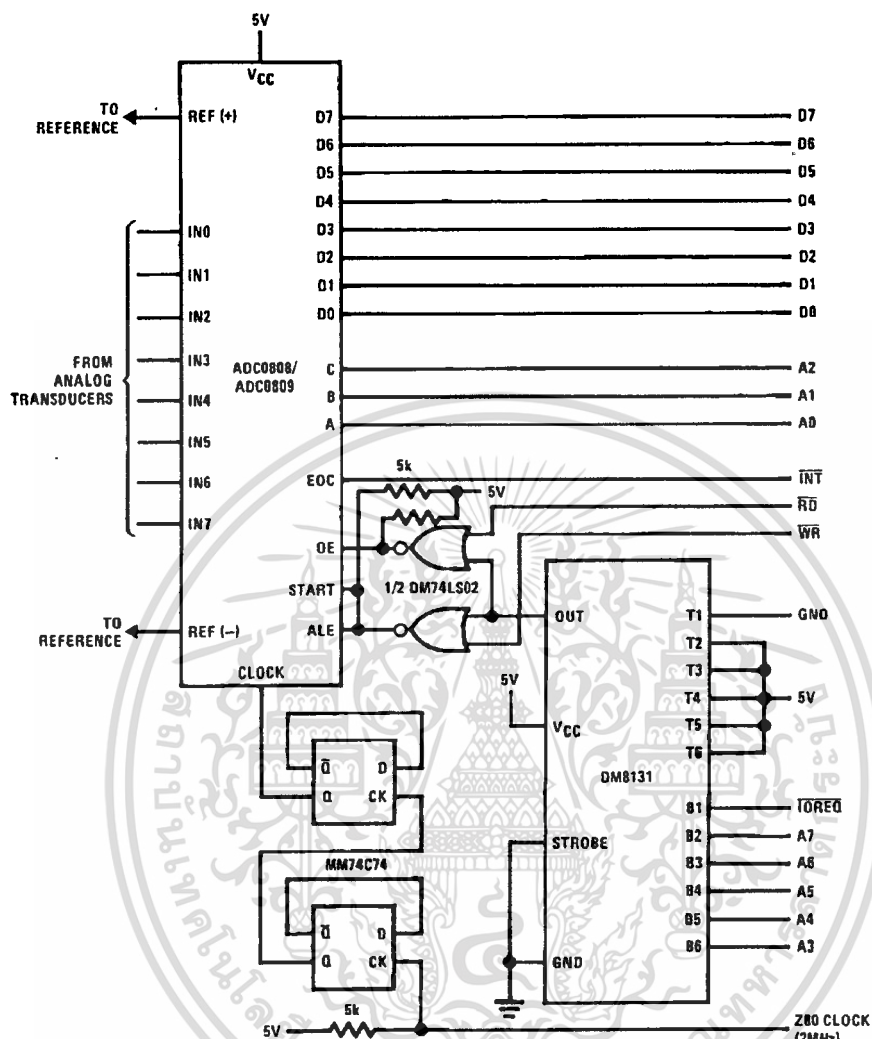 5V
VCC
TO REFERENCE
REF (+)
D7
D7
D6
D6
D5
D5
D4
D4
D3
D3
D2
D2
D1
D1
D0
D0
IN0
IN1
IN2
IN3
IN4
IN5
IN6
IN7
FROM
ANALOG
TRANSDUCERS
ADC0808/
ADC0809
C
A2
B
A1
A
A0
EOC
INT
5k
5V
RD
OE
WR
1/2 DM74LS02
START
ALE
TO
REFERENCE
REF (—)
CLOCK
OUT
T1
GND
T2
T3
T4
5V
T5
T6
5V
VCC
DM8131
B1
IOREQ
STROBE
B2
A7
B3
A6
B4
A5
B5
A4
GND
B6
A3
Q
D
Q
CK
MM74C74
Q
D
Q
CK
5V
5k
Z80 CLOCK
(2MHz)